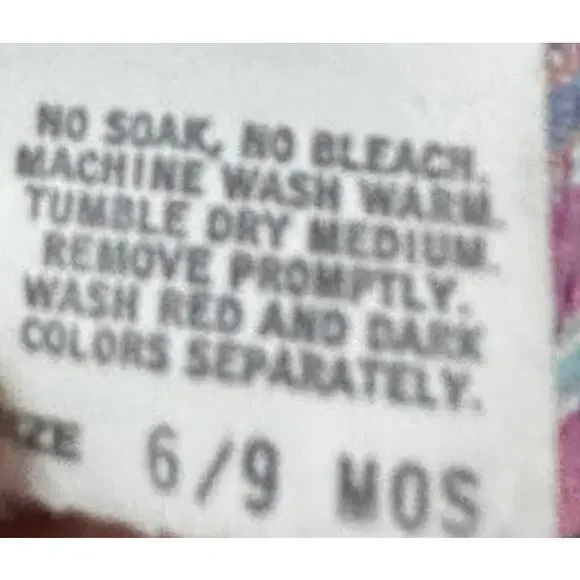 NO SOAK, NO BLEACH.
MACHINE WASH WARM.
TUMBLE DRY MEDIUM.
REMOVE PROMPTLY.
WASH RED AND DARK
COLORS SEPARATELY.
ZE 6/9 MOS